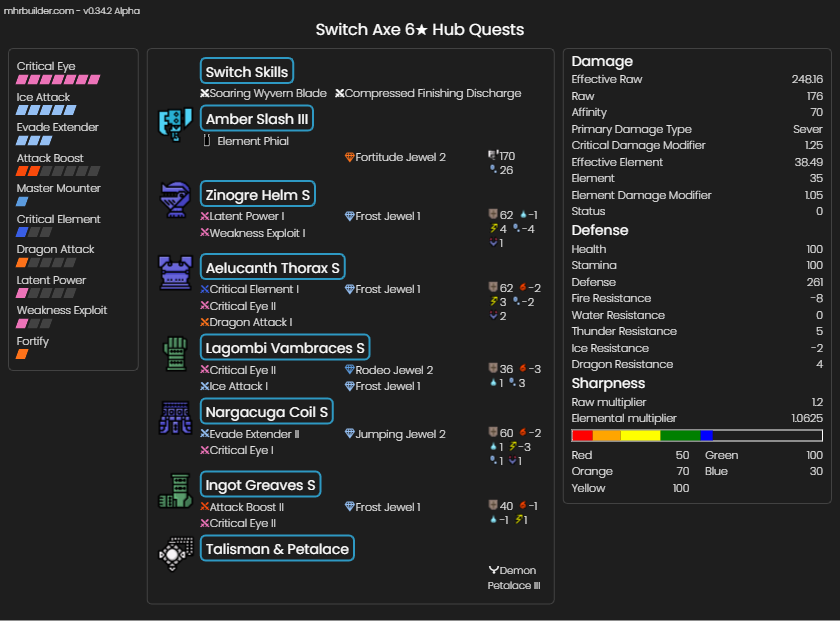 mhrbuilder.com - v0.34.2 Alpha
Switch Axe 6★ Hub Quests
Critical Eye
Ice Attack
Evade Extender
Attack Boost
Master Mounter
Critical Element
Dragon Attack
Latent Power
Weakness Exploit
Fortify
Switch Skills
Soaring Wyvern Blade Compressed Finishing Discharge
Amber Slash III
Element Phial
Fortitude Jewel 2 170
26
Zinogre Helm S
Latent Power I Frost Jewel 1 62 -1
Weakness Exploit I 4 -4
1
Aelucanth Thorax S
Critical Element I Frost Jewel 1 62 -2
Critical Eye II 3 -2
Dragon Attack I 2
Lagombi Vambraces S
Critical Eye II Rodeo Jewel 2 36 -3
Ice Attack I Frost Jewel 1 1 3
Nargacuga Coil S
Evade Extender II Jumping Jewel 2 60 -2
Critical Eye I 1 -3
1 1
Ingot Greaves S
Attack Boost II Frost Jewel 1 40 -1
Critical Eye II -1 1
Talisman & Petalace
Demon
Petalace III
Damage
Effective Raw 248.16
Raw 176
Affinity 70
Primary Damage Type Sever
Critical Damage Modifier 1.25
Effective Element 38.49
Element 35
Element Damage Modifier 1.05
Status 0
Defense
Health 100
Stamina 100
Defense 261
Fire Resistance -8
Water Resistance 0
Thunder Resistance 5
Ice Resistance -2
Dragon Resistance 4
Sharpness
Raw multiplier 1.2
Elemental multiplier 1.0625
Red 50 Green 100
Orange 70 Blue 30
Yellow 100